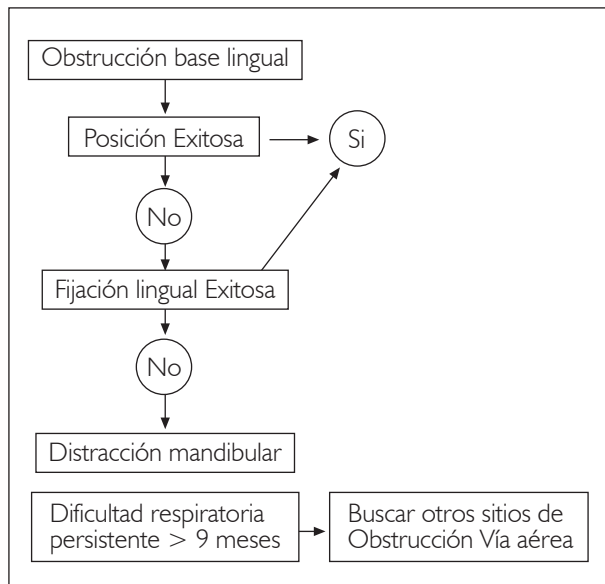 Obstrucción base lingual
Posición Exitosa
Si
No
Fijación lingual Exitosa
No
Distracción mandibular
Dificultad respiratoria
persistente > 9 meses
Buscar otros sitios de
Obstrucción Vía aérea